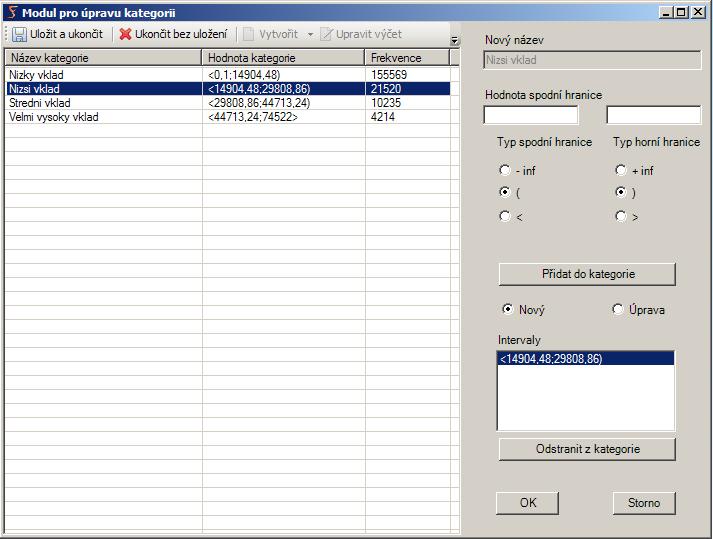 Modul pro úpravu kategorii
Uložit a ukončit Ukončit bez uložení Vytvořit Upravit výčet
Název kategorie Hodnota kategorie Frekvence
Nizky vklad <0,1;14904,48) 155569
Nizsi vklad <14904,48;29808,86) 21520
Stredni vklad <29808,86;44713,24) 10235
Velmi vysoky vklad <44713,24;74522> 4214
Nový název
Nizsi vklad
Hodnota spodní hranice
Typ spodní hranice Typ horní hranice
- inf + inf
( )
< >
Přidat do kategorie
Nový Úprava
Intervaly
<14904,48;29808,86)
Odstranit z kategorie
OK Storno